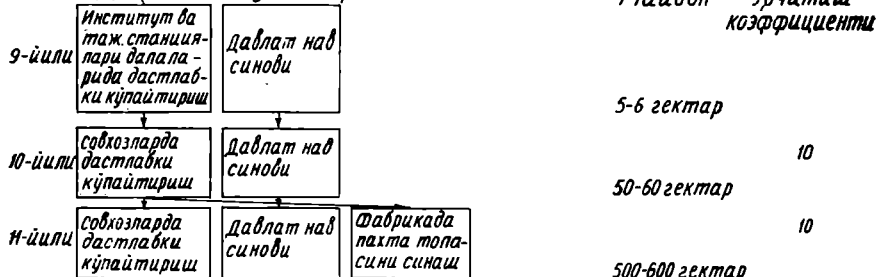 коэффициенти
Институт ва
таж. станция-
лари далала-
рида дастлаб-
ки кўпайтириш
9-йили
Давлат нав
синови
5-6 гектар
10-йили
Совхозларда
дастлабки
кўпайтириш
Давлат нав
синови
10
50-60 гектар
11-йили
Совхозларда
дастлабки
кўпайтириш
Давлат нав
синови
Фабрикада
пахта тола-
сини синаш
10
500-600 гектар